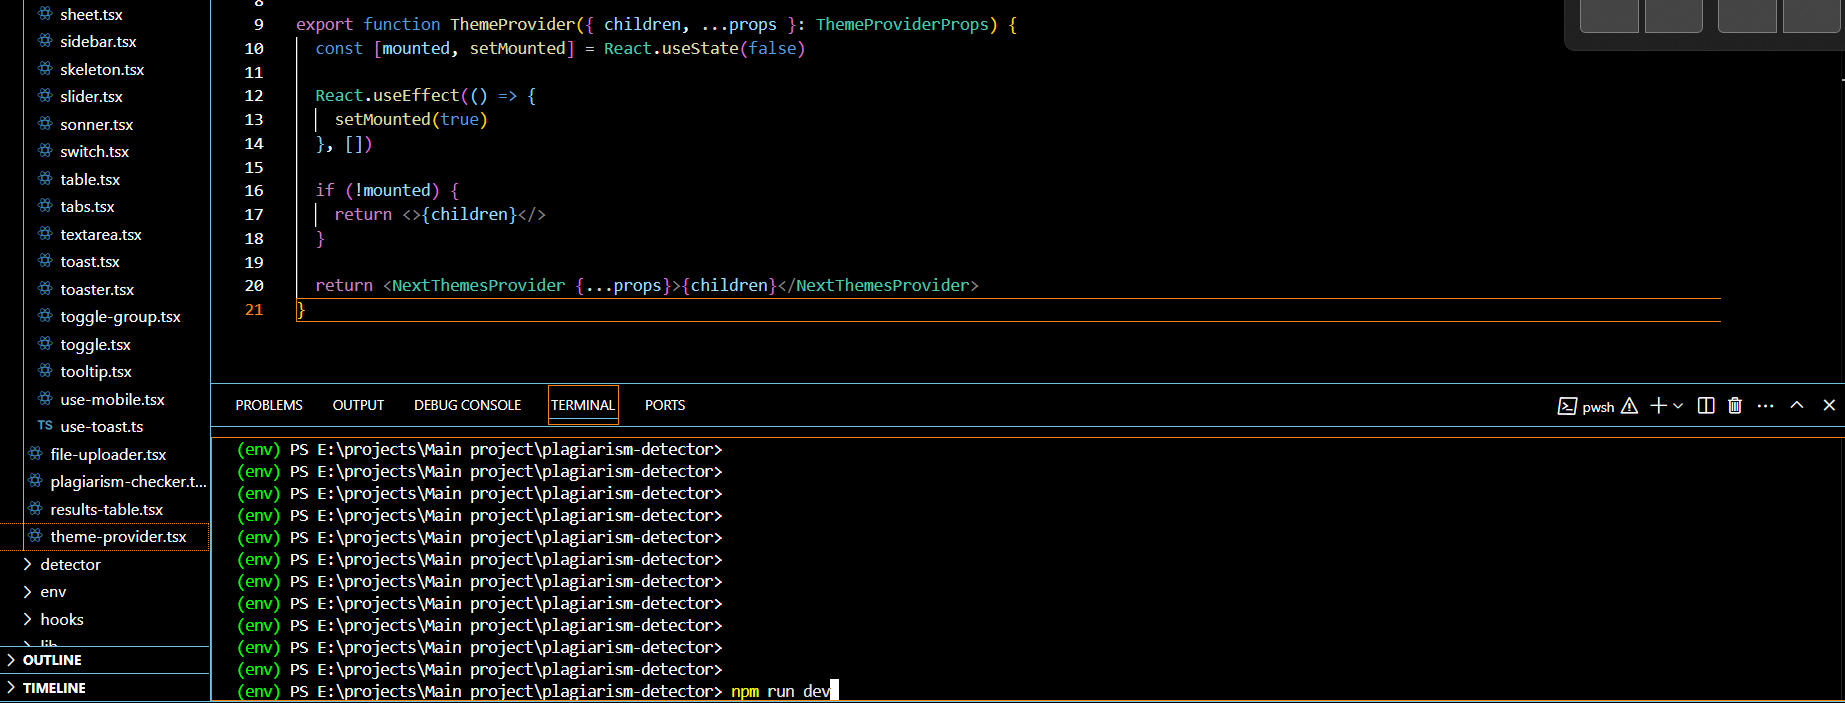 sheet.tsx
sidebar.tsx
skeleton.tsx
slider.tsx
sonner.tsx
switch.tsx
table.tsx
tabs.tsx
textarea.tsx
toast.tsx
toaster.tsx
toggle-group.tsx
toggle.tsx
tooltip.tsx
use-mobile.tsx
TS use-toast.ts
file-uploader.tsx
plagiarism-checker.t...
results-table.tsx
theme-provider.tsx
detector
env
hooks
lib
OUTLINE
TIMELINE
8
9 export function ThemeProvider({ children, ...props }: ThemeProviderProps) {
10 const [mounted, setMounted] = React.useState(false)
11
12 React.useEffect(() => {
13 setMounted(true)
14 }, [])
15
16 if (!mounted) {
17 return <>{children}</>
18 }
19
20 return <NextThemesProvider {...props}>{children}</NextThemesProvider>
21 }
PROBLEMS OUTPUT DEBUG CONSOLE TERMINAL PORTS pwsh
(env) PS E:\projects\Main project\plagiarism-detector>
(env) PS E:\projects\Main project\plagiarism-detector>
(env) PS E:\projects\Main project\plagiarism-detector>
(env) PS E:\projects\Main project\plagiarism-detector>
(env) PS E:\projects\Main project\plagiarism-detector>
(env) PS E:\projects\Main project\plagiarism-detector>
(env) PS E:\projects\Main project\plagiarism-detector>
(env) PS E:\projects\Main project\plagiarism-detector>
(env) PS E:\projects\Main project\plagiarism-detector>
(env) PS E:\projects\Main project\plagiarism-detector>
(env) PS E:\projects\Main project\plagiarism-detector>
(env) PS E:\projects\Main project\plagiarism-detector> npm run dev